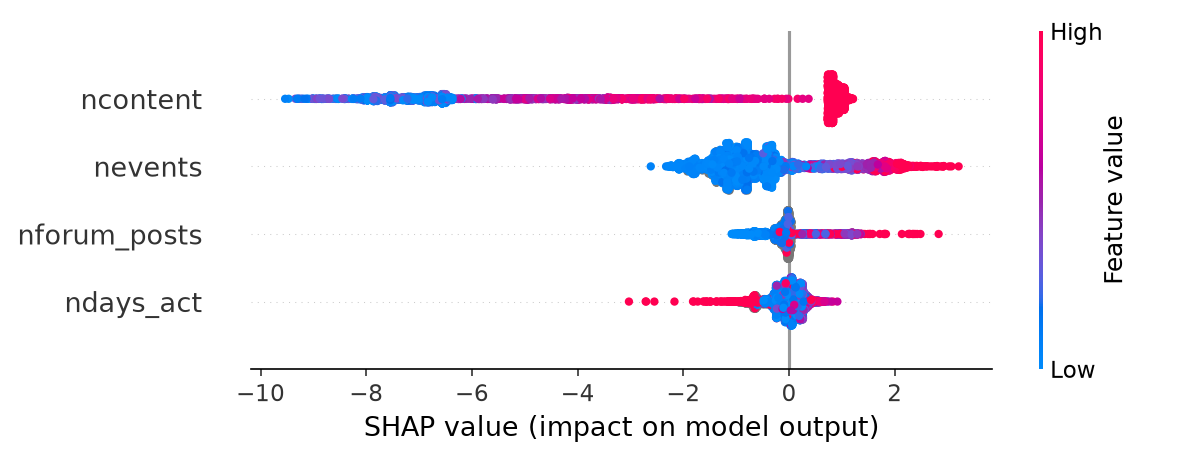 High
ncontent
nevents
nforum_posts
ndays_act
Feature value
Low
−10
−8
−6
−4
−2
0
2
SHAP value (impact on model output)